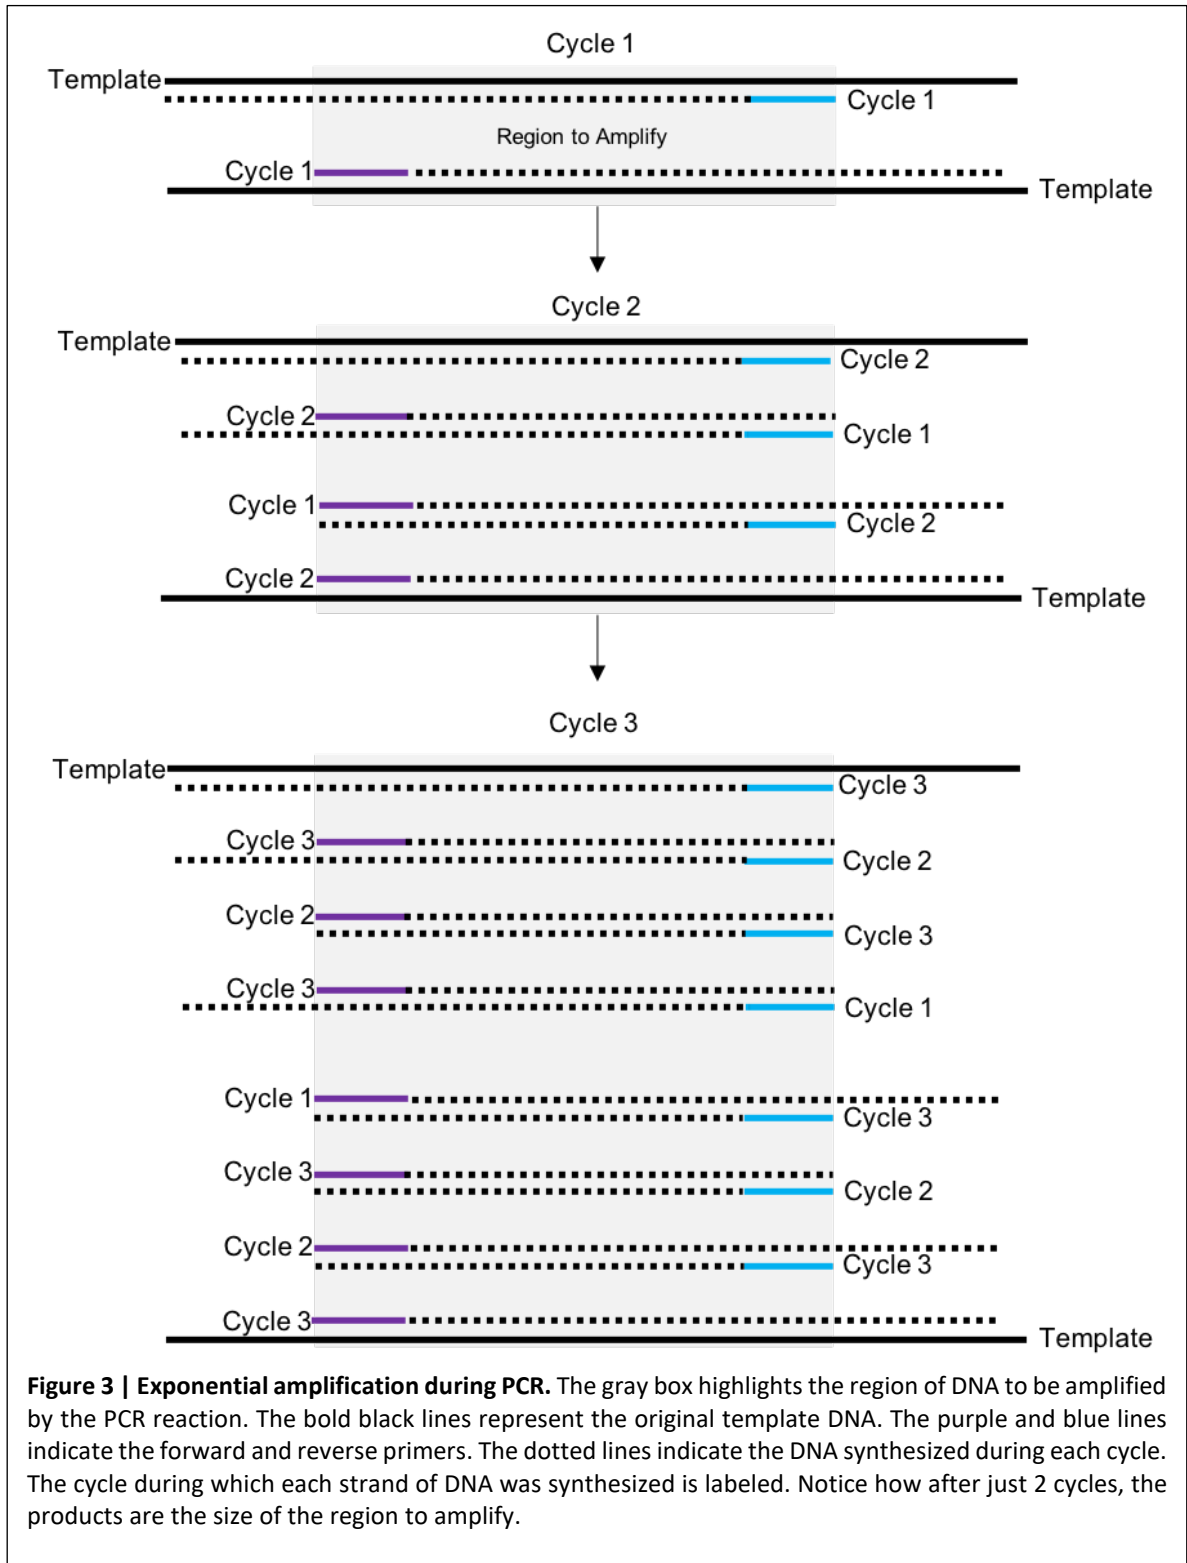 Cycle 1
Template
Cycle 1
Region to Amplify
Cycle 1
Template
Cycle 2
Template
Cycle 2
Cycle 2
Cycle 1
Cycle 1
Cycle 2
Cycle 2
Template
Cycle 3
Template
Cycle 3
Cycle 3
Cycle 2
Cycle 2
Cycle 3
Cycle 3
Cycle 1
Cycle 1
Cycle 3
Cycle 3
Cycle 2
Cycle 2
Cycle 3
Cycle 3
Template
Figure 3 | Exponential amplification during PCR. The gray box highlights the region of DNA to be amplified
by the PCR reaction. The bold black lines represent the original template DNA. The purple and blue lines
indicate the forward and reverse primers. The dotted lines indicate the DNA synthesized during each cycle.
The cycle during which each strand of DNA was synthesized is labeled. Notice how after just 2 cycles, the
products are the size of the region to amplify.